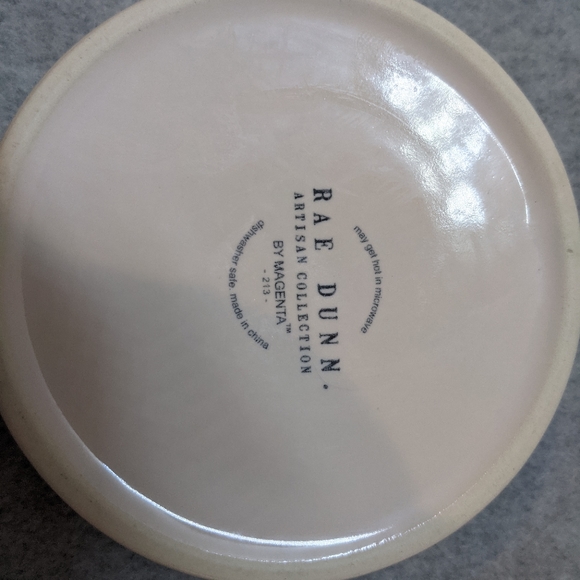 may get hot in microwave
RAE DUNN.
ARTISAN COLLECTION
BY MAGENTA™
- 213 -
dishwasher safe. made in china